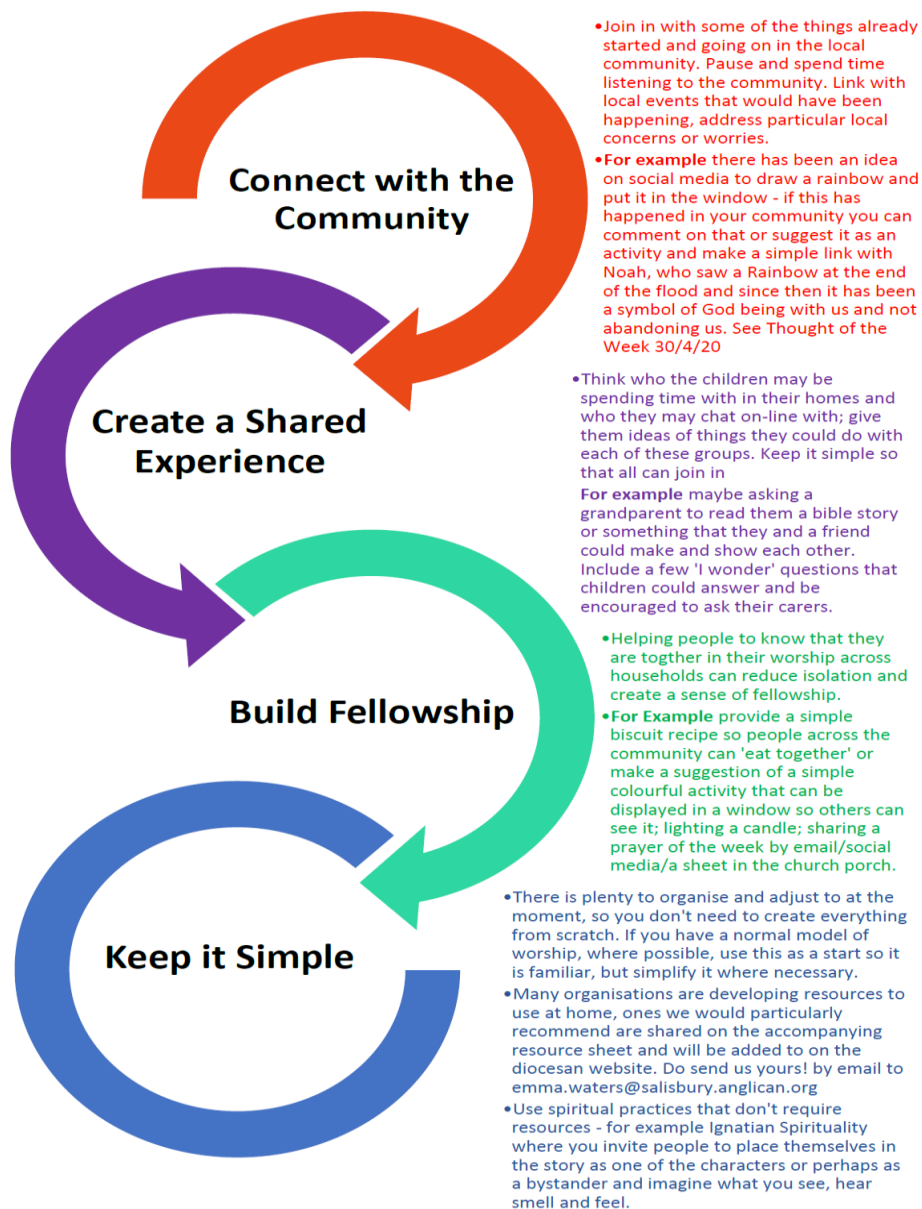 Connect with the
Community
•Join in with some of the things already
started and going on in the local
community. Pause and spend time
listening to the community. Link with
local events that would have been
happening, address particular local
concerns or worries.
•For example there has been an idea
on social media to draw a rainbow and
put it in the window - if this has
happened in your community you can
comment on that or suggest it as an
activity and make a simple link with
Noah, who saw a Rainbow at the end
of the flood and since then it has been
a symbol of God being with us and not
abandoning us. See Thought of the
Week 30/4/20
Create a Shared
Experience
•Think who the children may be
spending time with in their homes and
who they may chat on-line with; give
them ideas of things they could do with
each of these groups. Keep it simple so
that all can join in
For example maybe asking a
grandparent to read them a bible story
or something that they and a friend
could make and show each other.
Include a few 'I wonder' questions that
children could answer and be
encouraged to ask their carers.
Build Fellowship
•Helping people to know that they
are togther in their worship across
households can reduce isolation and
create a sense of fellowship.
•For Example provide a simple
biscuit recipe so people across the
community can 'eat together' or
make a suggestion of a simple
colourful activity that can be
displayed in a window so others can
see it; lighting a candle; sharing a
prayer of the week by email/social
media/a sheet in the church porch.
Keep it Simple
•There is plenty to organise and adjust to at the
moment, so you don't need to create everything
from scratch. If you have a normal model of
worship, where possible, use this as a start so it
is familiar, but simplify it where necessary.
•Many organisations are developing resources to
use at home, ones we would particularly
recommend are shared on the accompanying
resource sheet and will be added to on the
diocesan website. Do send us yours! by email to
emma.waters@salisbury.anglican.org
•Use spiritual practices that don't require
resources - for example Ignatian Spirituality
where you invite people to place themselves in
the story as one of the characters or perhaps as
a bystander and imagine what you see, hear
smell and feel.